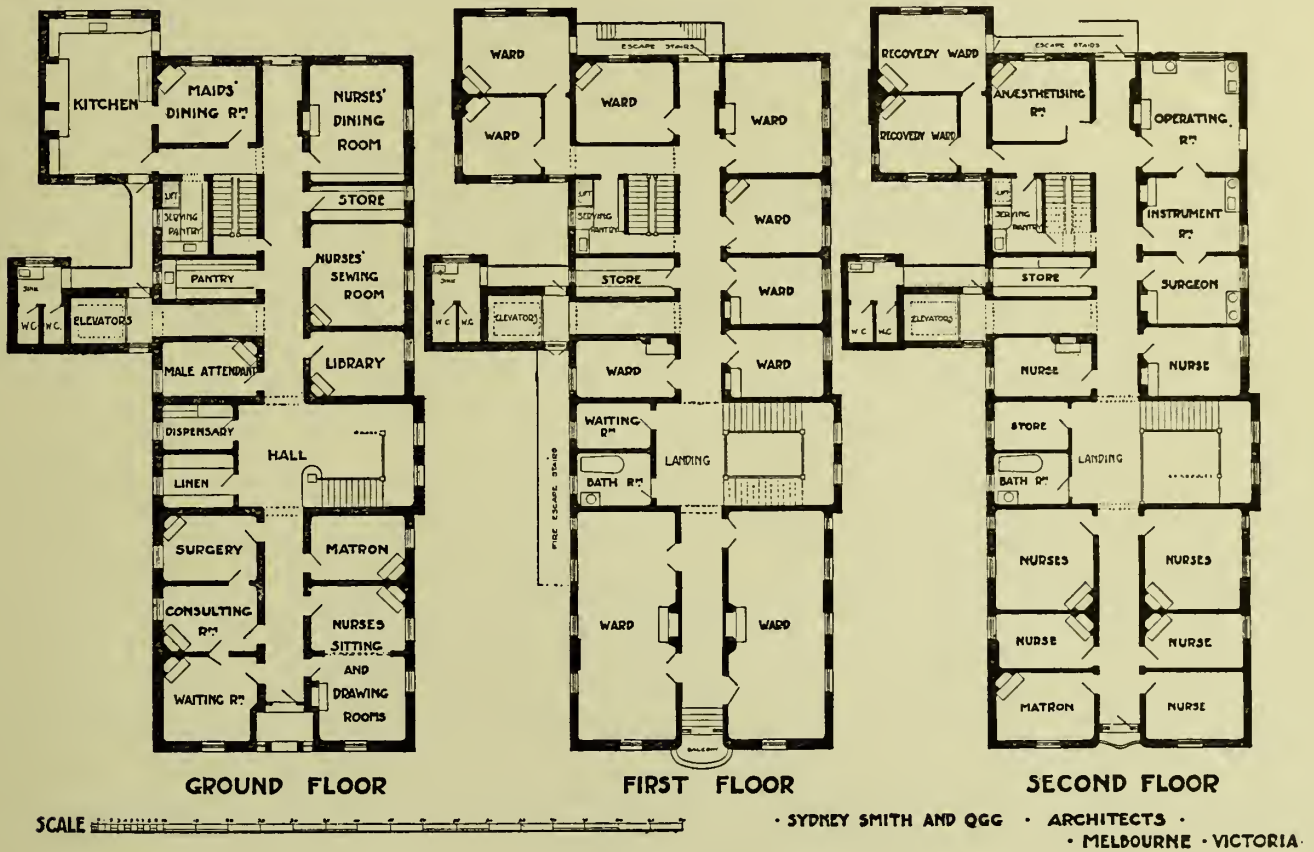 KITCHEN
MAIDS'
DINING RM
NURSES'
DINING
ROOM
LIFT
SERVING
PANTRY
STORE
PANTRY
NURSES'
SEWING
ROOM
SINK
W.C.
W.C.
ELEVATORS
MALE ATTENDANT
LIBRARY
DISPENSARY
HALL
LINEN
SURGERY
MATRON
CONSULTING
RM
NURSES
SITTING
AND
DRAWING
ROOMS
WAITING RM
GROUND FLOOR
ESCAPE STAIRS
WARD
WARD
WARD
WARD
LIFT
SERVING
PANTRY
WARD
STORE
WARD
SINK
W.C.
W.C.
ELEVATORS
WARD
WARD
WAITING
RM
LANDING
BATH RM
FIRE ESCAPE STAIRS
WARD
WARD
BALCONY
FIRST FLOOR
ESCAPE STAIRS
RECOVERY WARD
ANÆSTHETISING
RM
OPERATING
RM
RECOVERY WARD
LIFT
SERVING
PANTRY
INSTRUMENT
RM
STORE
SURGEON
SINK
W.C.
W.C.
ELEVATORS
NURSE
NURSE
STORE
LANDING
BATH RM
NURSES
NURSES
NURSE
NURSE
MATRON
NURSE
SECOND FLOOR
SCALE
· SYDNEY SMITH AND OGG · ARCHITECTS ·
· MELBOURNE · VICTORIA·